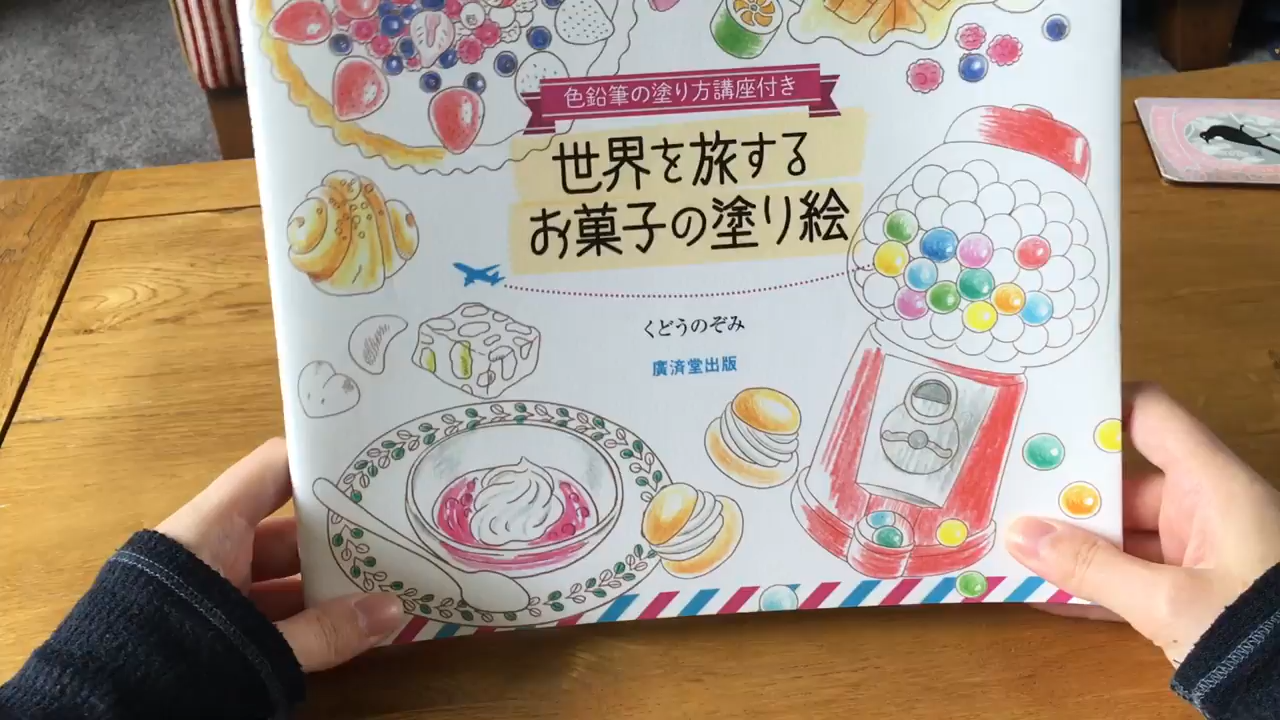 色鉛筆の塗り方講座付き
世界を旅する
お菓子の塗り絵
くどうのぞみ
廣済堂出版